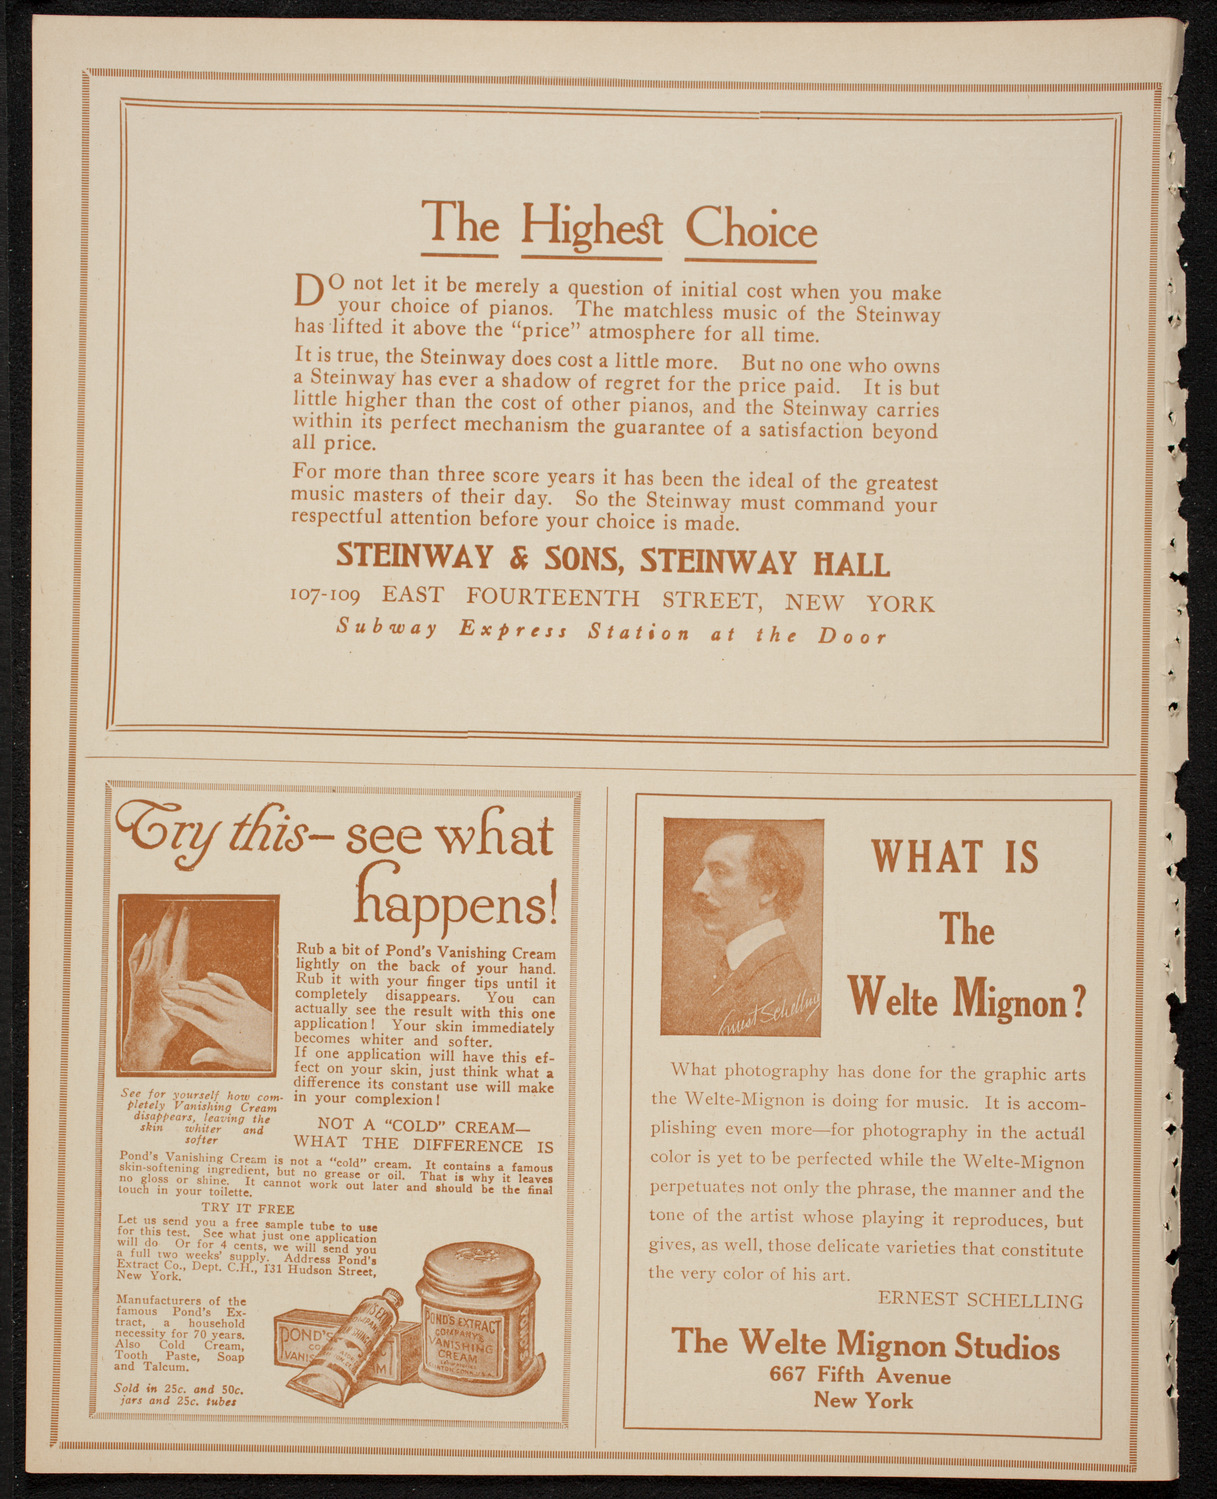 The Highest Choice
DO not let it be merely a question of initial cost when you make
your choice of pianos. The matchless music of the Steinway
has lifted it above the “price” atmosphere for all time.
It is true, the Steinway does cost a little more. But no one who owns
a Steinway has ever a shadow of regret for the price paid. It is but
little higher than the cost of other pianos, and the Steinway carries
within its perfect mechanism the guarantee of a satisfaction beyond
all price.
For more than three score years it has been the ideal of the greatest
music masters of their day. So the Steinway must command your
respectful attention before your choice is made.
STEINWAY & SONS, STEINWAY HALL
107-109 EAST FOURTEENTH STREET, NEW YORK
Subway Express Station at the Door
Try this—see what
happens!
Rub a bit of Pond's Vanishing Cream
lightly on the back of your hand.
Rub it with your finger tips until it
completely disappears. You can
actually see the result with this one
application! Your skin immediately
becomes whiter and softer.
If one application will have this ef-
fect on your skin, just think what a
difference its constant use will make
in your complexion!
See for yourself how com-
pletely Vanishing Cream
disappears, leaving the
skin whiter and
softer
NOT A “COLD” CREAM—
WHAT THE DIFFERENCE IS
Pond's Vanishing Cream is not a “cold” cream. It contains a famous
skin-softening ingredient, but no grease or oil. That is why it leaves
no gloss or shine. It cannot work out later and should be the final
touch in your toilette.
TRY IT FREE
Let us send you a free sample tube to use
for this test. See what just one application
will do. Or for 4 cents, we will send you
a full two weeks' supply. Address Pond's
Extract Co., Dept. C.H., 131 Hudson Street,
New York.
Manufacturers of the
famous Pond's Ex-
tract, a household
necessity for 70 years.
Also Cold Cream,
Tooth Paste, Soap
and Talcum.
Sold in 25c. and 50c.
jars and 25c. tubes
POND'S
VANIS
POND'S EXTRACT
COMPANY'S
VANISHING
CREAM
Ernest Schelling
WHAT IS
The
Welte Mignon?
What photography has done for the graphic arts
the Welte-Mignon is doing for music. It is accom-
plishing even more—for photography in the actual
color is yet to be perfected while the Welte-Mignon
perpetuates not only the phrase, the manner and the
tone of the artist whose playing it reproduces, but
gives, as well, those delicate varieties that constitute
the very color of his art.
ERNEST SCHELLING
The Welte Mignon Studios
667 Fifth Avenue
New York